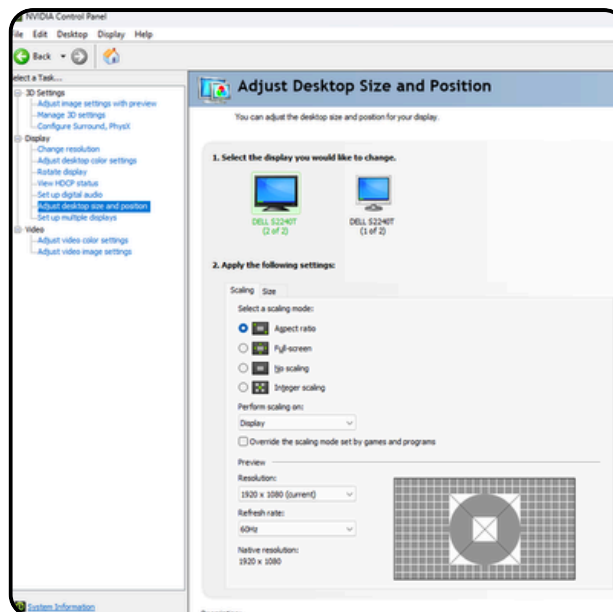 NVIDIA Control Panel
File Edit Desktop Display Help
Back
Select a Task...
3D Settings
Adjust image settings with preview
Manage 3D settings
Configure Surround, PhysX
Display
Change resolution
Adjust desktop color settings
Rotate display
View HDCP status
Set up digital audio
Adjust desktop size and position
Set up multiple displays
Video
Adjust video color settings
Adjust video image settings
System Information
Adjust Desktop Size and Position
You can adjust the desktop size and position for your display.
1. Select the display you would like to change.
DELL S2240T
(2 of 2)
DELL S2240T
(1 of 2)
2. Apply the following settings:
Scaling Size
Select a scaling mode:
Aspect ratio
Full-screen
No scaling
Integer scaling
Perform scaling on:
Display
Override the scaling mode set by games and programs
Preview
Resolution:
1920 x 1080 (current)
Refresh rate:
60Hz
Native resolution:
1920 x 1080